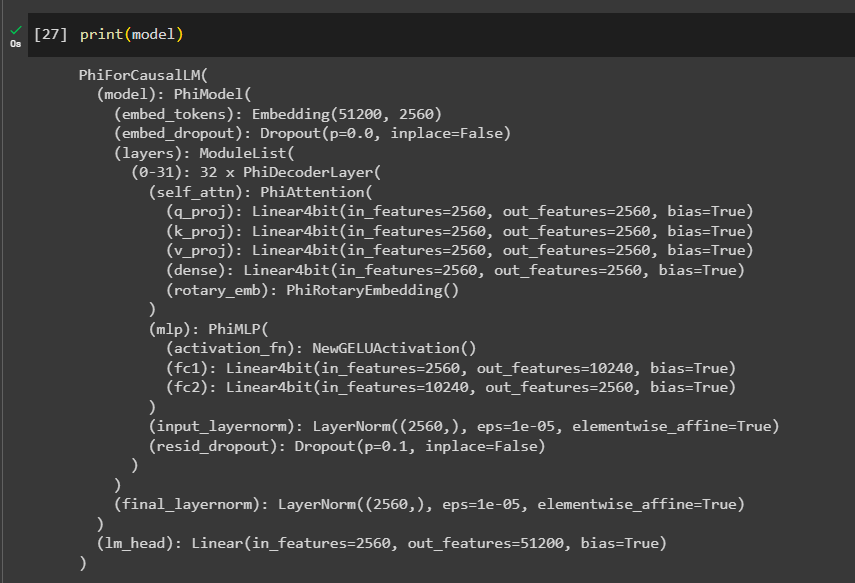 [27] print(model)
0s
PhiForCausalLM(
  (model): PhiModel(
    (embed_tokens): Embedding(51200, 2560)
    (embed_dropout): Dropout(p=0.0, inplace=False)
    (layers): ModuleList(
      (0-31): 32 x PhiDecoderLayer(
        (self_attn): PhiAttention(
          (q_proj): Linear4bit(in_features=2560, out_features=2560, bias=True)
          (k_proj): Linear4bit(in_features=2560, out_features=2560, bias=True)
          (v_proj): Linear4bit(in_features=2560, out_features=2560, bias=True)
          (dense): Linear4bit(in_features=2560, out_features=2560, bias=True)
          (rotary_emb): PhiRotaryEmbedding()
        )
        (mlp): PhiMLP(
          (activation_fn): NewGELUActivation()
          (fc1): Linear4bit(in_features=2560, out_features=10240, bias=True)
          (fc2): Linear4bit(in_features=10240, out_features=2560, bias=True)
        )
        (input_layernorm): LayerNorm((2560,), eps=1e-05, elementwise_affine=True)
        (resid_dropout): Dropout(p=0.1, inplace=False)
      )
    )
    (final_layernorm): LayerNorm((2560,), eps=1e-05, elementwise_affine=True)
  )
  (lm_head): Linear(in_features=2560, out_features=51200, bias=True)
)